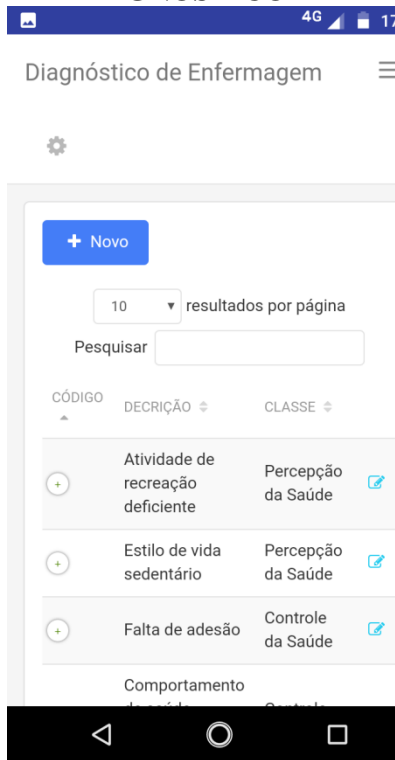 4G 17
Diagnóstico de Enfermagem
+ Novo
10 resultados por página
Pesquisar
CÓDIGO DECRIÇÃO CLASSE
Atividade de
recreação
deficiente
Percepção
da Saúde
Estilo de vida
sedentário
Percepção
da Saúde
Falta de adesão
Controle
da Saúde
Comportamento